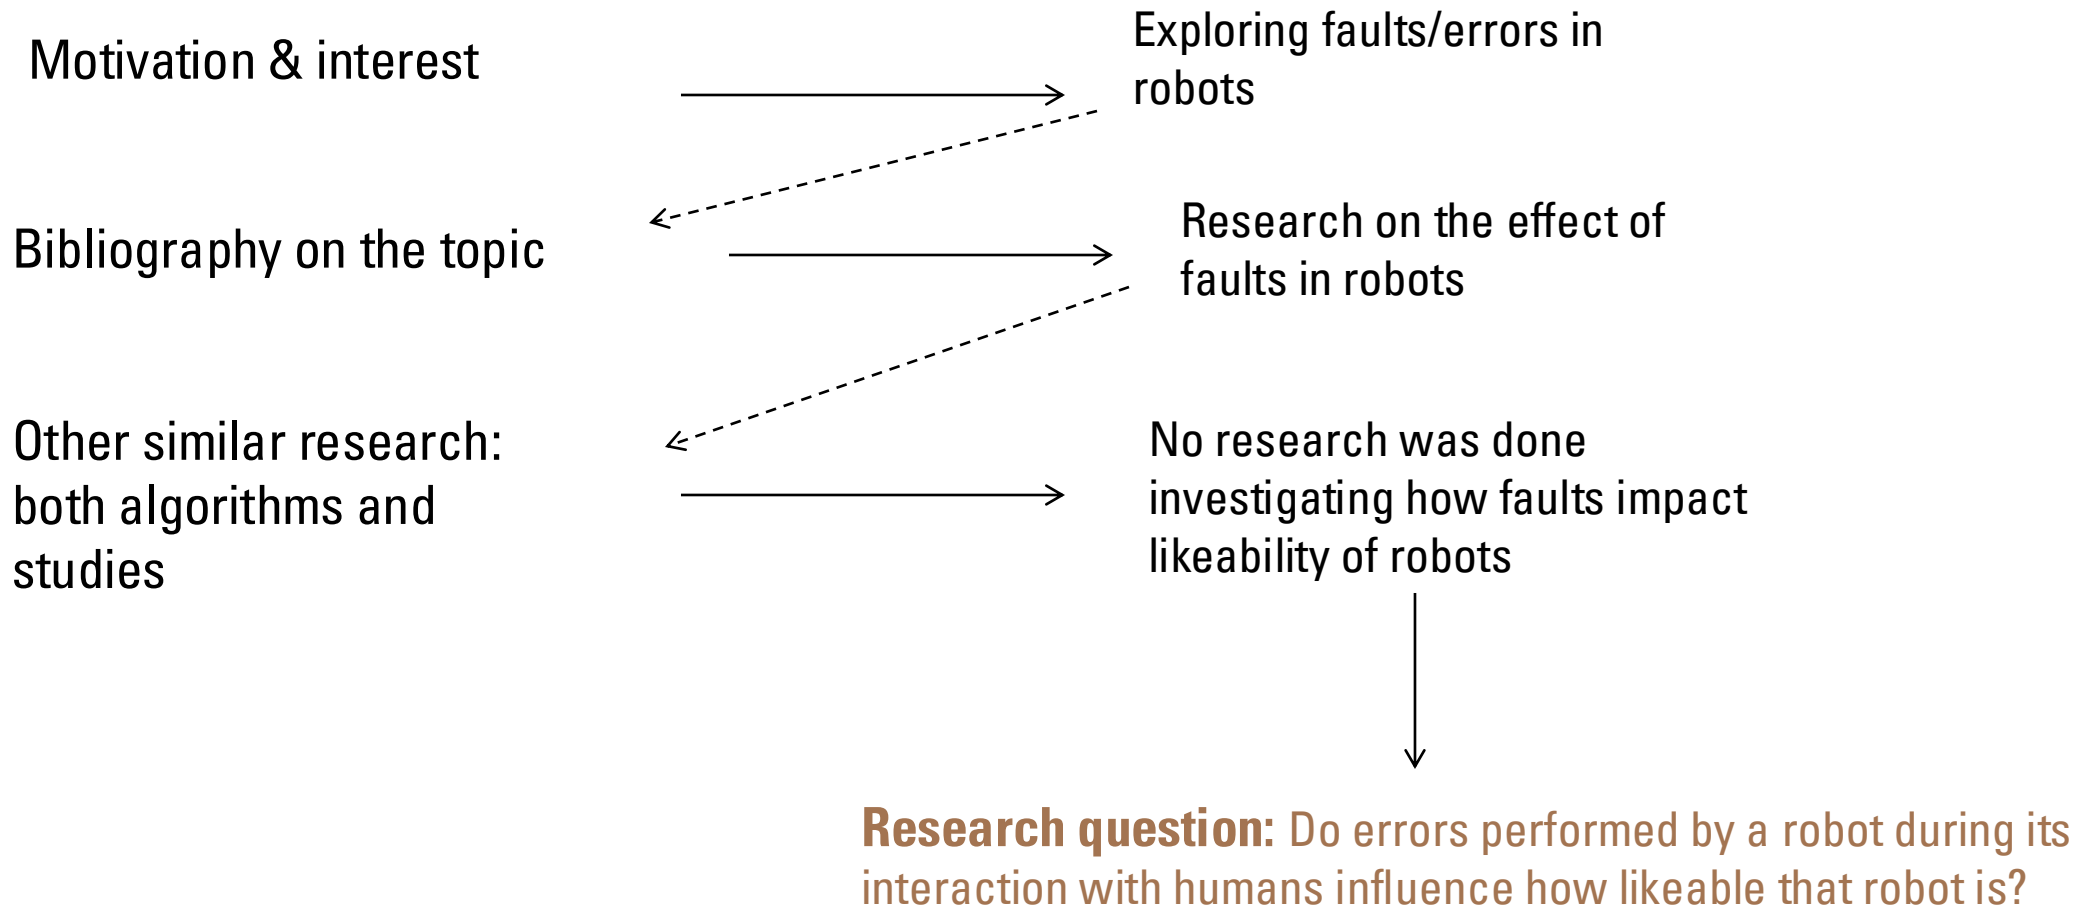 Motivation & interest
Exploring faults/errors in
robots
Bibliography on the topic
Research on the effect of
faults in robots
Other similar research:
both algorithms and
studies
No research was done
investigating how faults impact
likeability of robots
Research question: Do errors performed by a robot during its
interaction with humans influence how likeable that robot is?